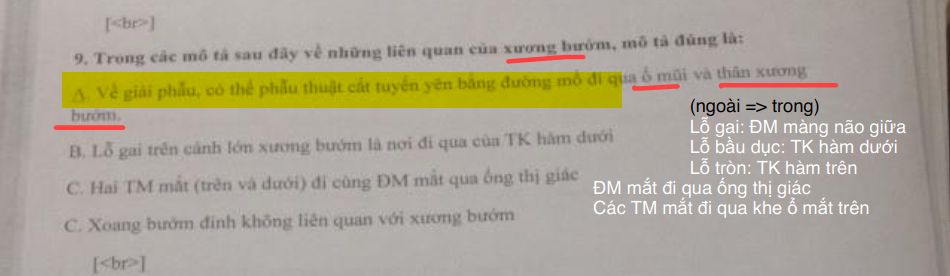 [<br>]
9. Trong các mô tả sau đây về những liên quan của xương bướm, mô tả đúng là:
A. Về giải phẫu, có thể phẫu thuật cắt tuyến yên bằng đường mổ đi qua ổ mũi và thân xương
bướm.
(ngoài => trong)
Lỗ gai: ĐM màng não giữa
B. Lỗ gai trên cánh lớn xương bướm là nơi đi qua của TK hàm dưới
Lỗ bầu dục: TK hàm dưới
Lỗ tròn: TK hàm trên
C. Hai TM mắt (trên và dưới) đi cùng ĐM mắt qua ống thị giác
ĐM mắt đi qua ống thị giác
Các TM mắt đi qua khe ổ mắt trên
C. Xoang bướm đinh không liên quan với xương bướm
[<br>]